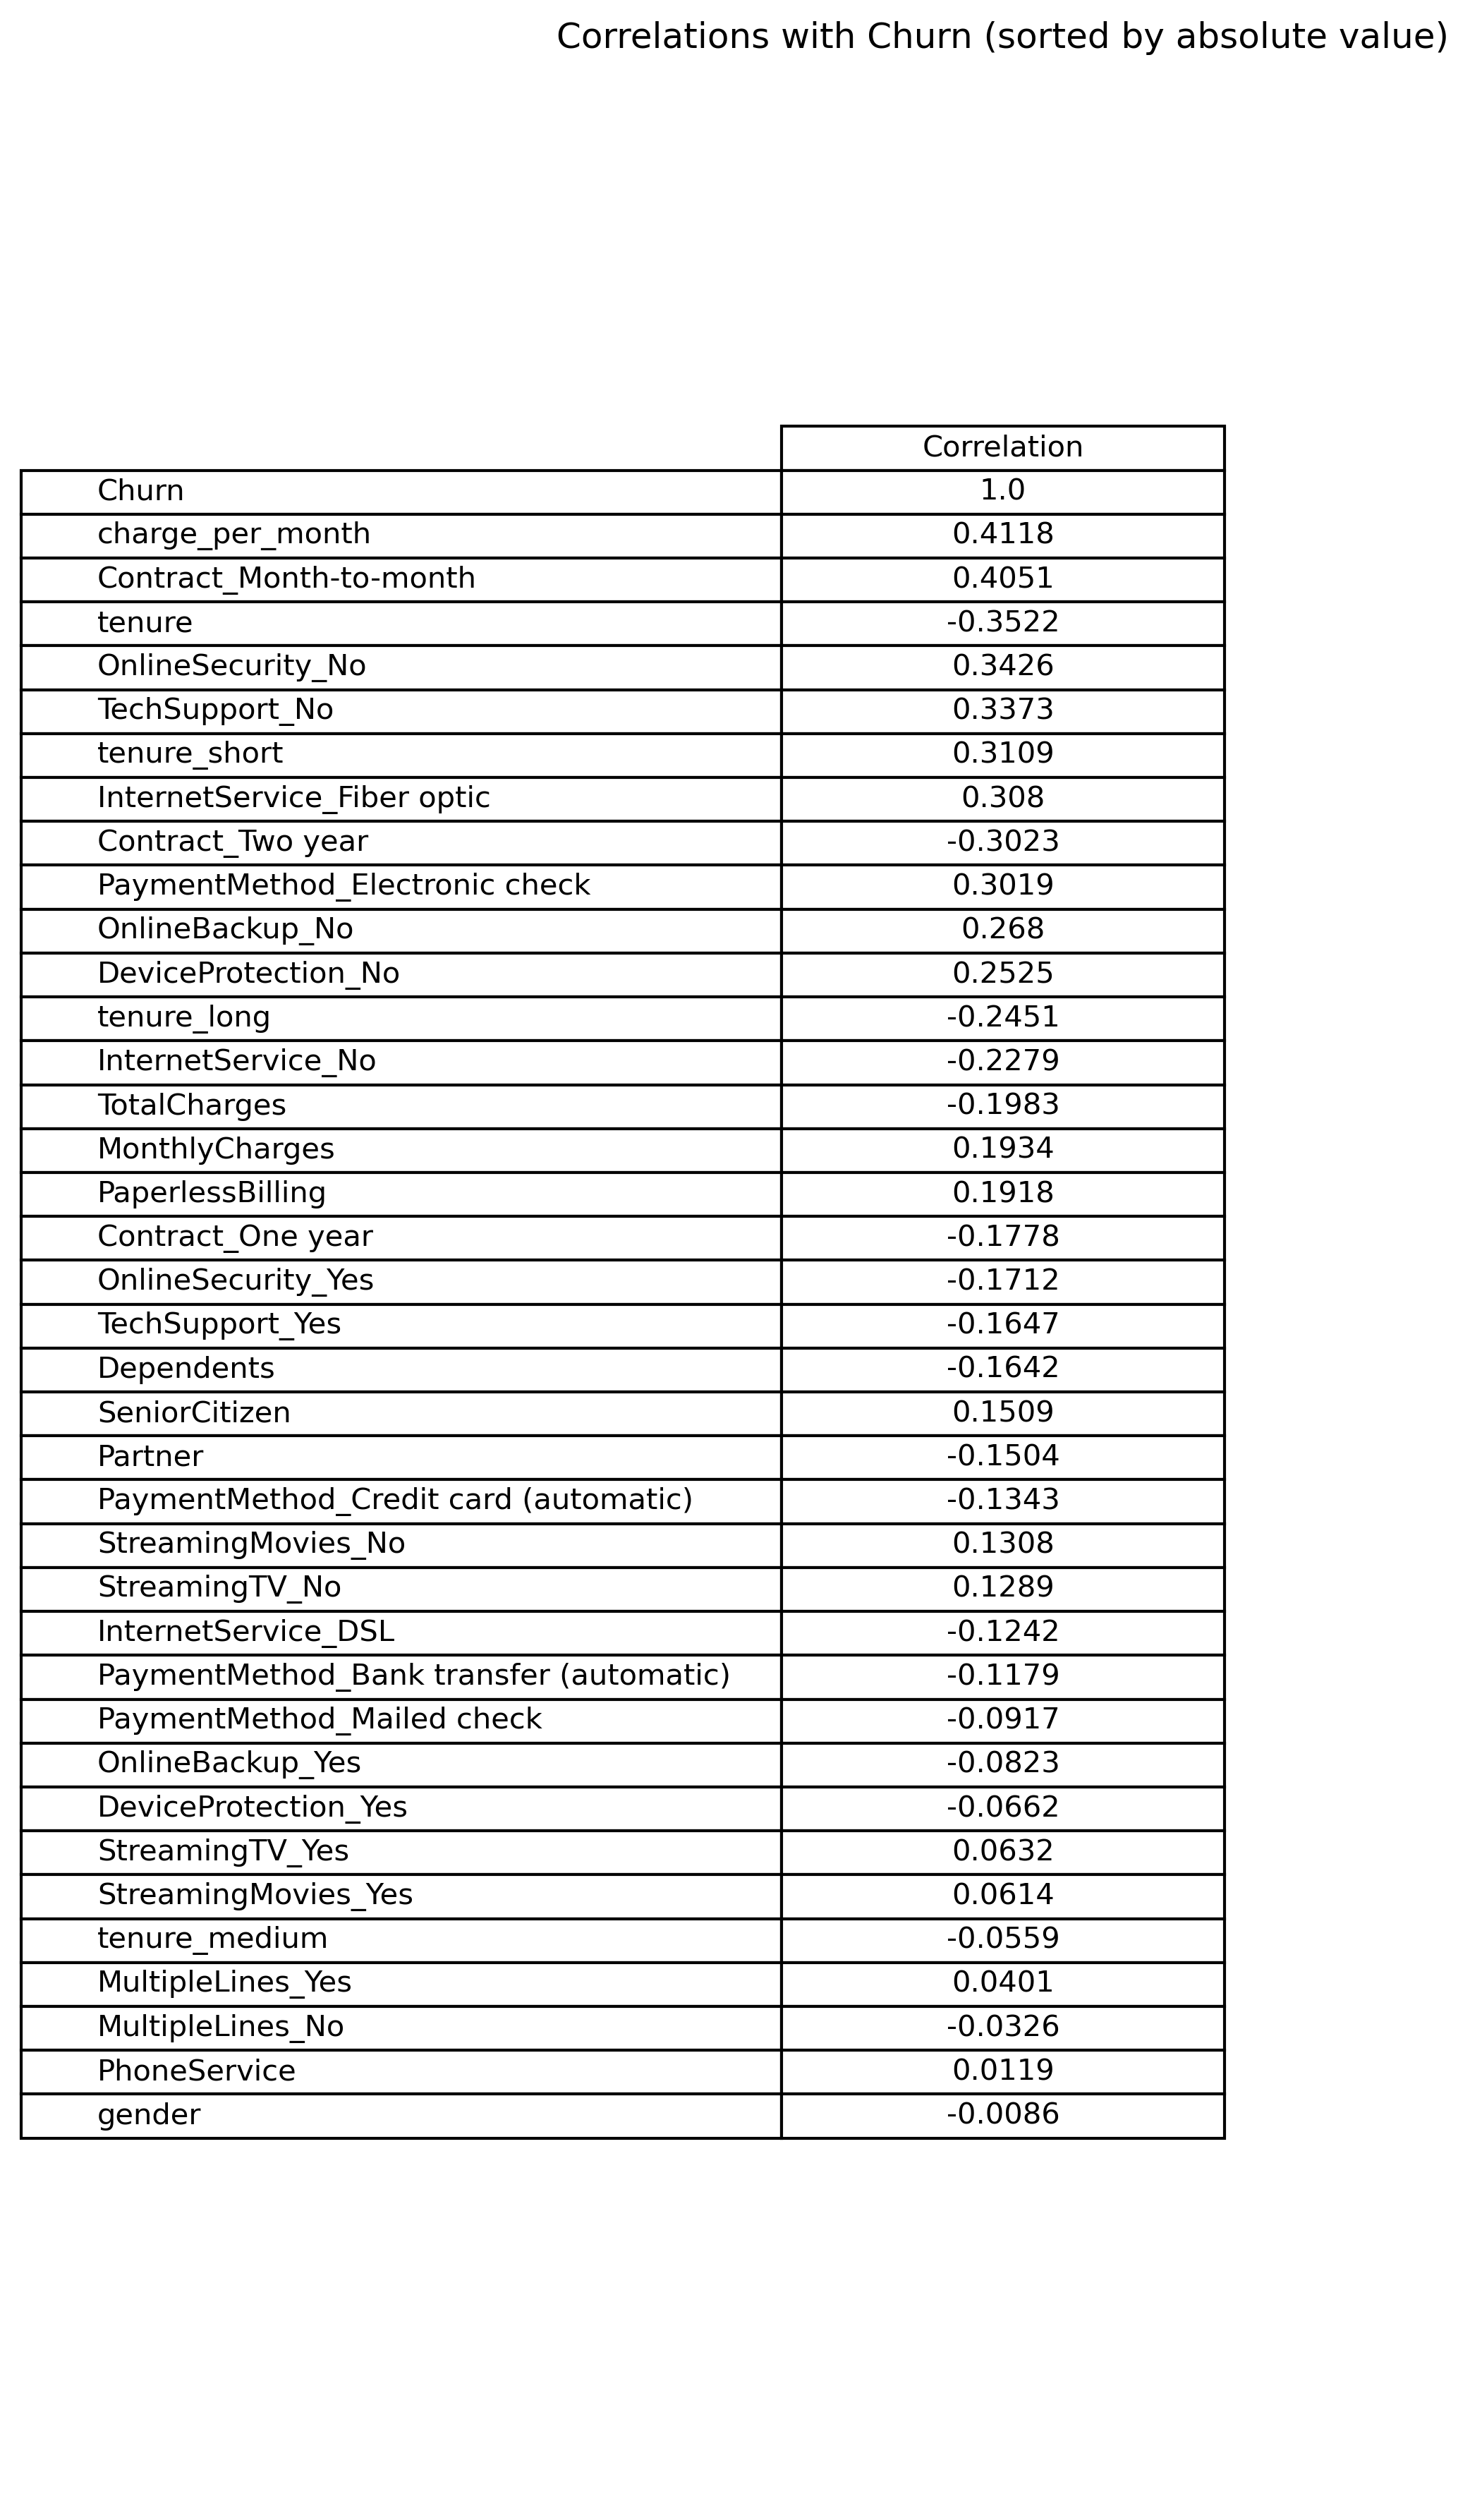 Correlations with Churn (sorted by absolute value)
Correlation
Churn 1.0
charge_per_month 0.4118
Contract_Month-to-month 0.4051
tenure -0.3522
OnlineSecurity_No 0.3426
TechSupport_No 0.3373
tenure_short 0.3109
InternetService_Fiber optic 0.308
Contract_Two year -0.3023
PaymentMethod_Electronic check 0.3019
OnlineBackup_No 0.268
DeviceProtection_No 0.2525
tenure_long -0.2451
InternetService_No -0.2279
TotalCharges -0.1983
MonthlyCharges 0.1934
PaperlessBilling 0.1918
Contract_One year -0.1778
OnlineSecurity_Yes -0.1712
TechSupport_Yes -0.1647
Dependents -0.1642
SeniorCitizen 0.1509
Partner -0.1504
PaymentMethod_Credit card (automatic) -0.1343
StreamingMovies_No 0.1308
StreamingTV_No 0.1289
InternetService_DSL -0.1242
PaymentMethod_Bank transfer (automatic) -0.1179
PaymentMethod_Mailed check -0.0917
OnlineBackup_Yes -0.0823
DeviceProtection_Yes -0.0662
StreamingTV_Yes 0.0632
StreamingMovies_Yes 0.0614
tenure_medium -0.0559
MultipleLines_Yes 0.0401
MultipleLines_No -0.0326
PhoneService 0.0119
gender -0.0086